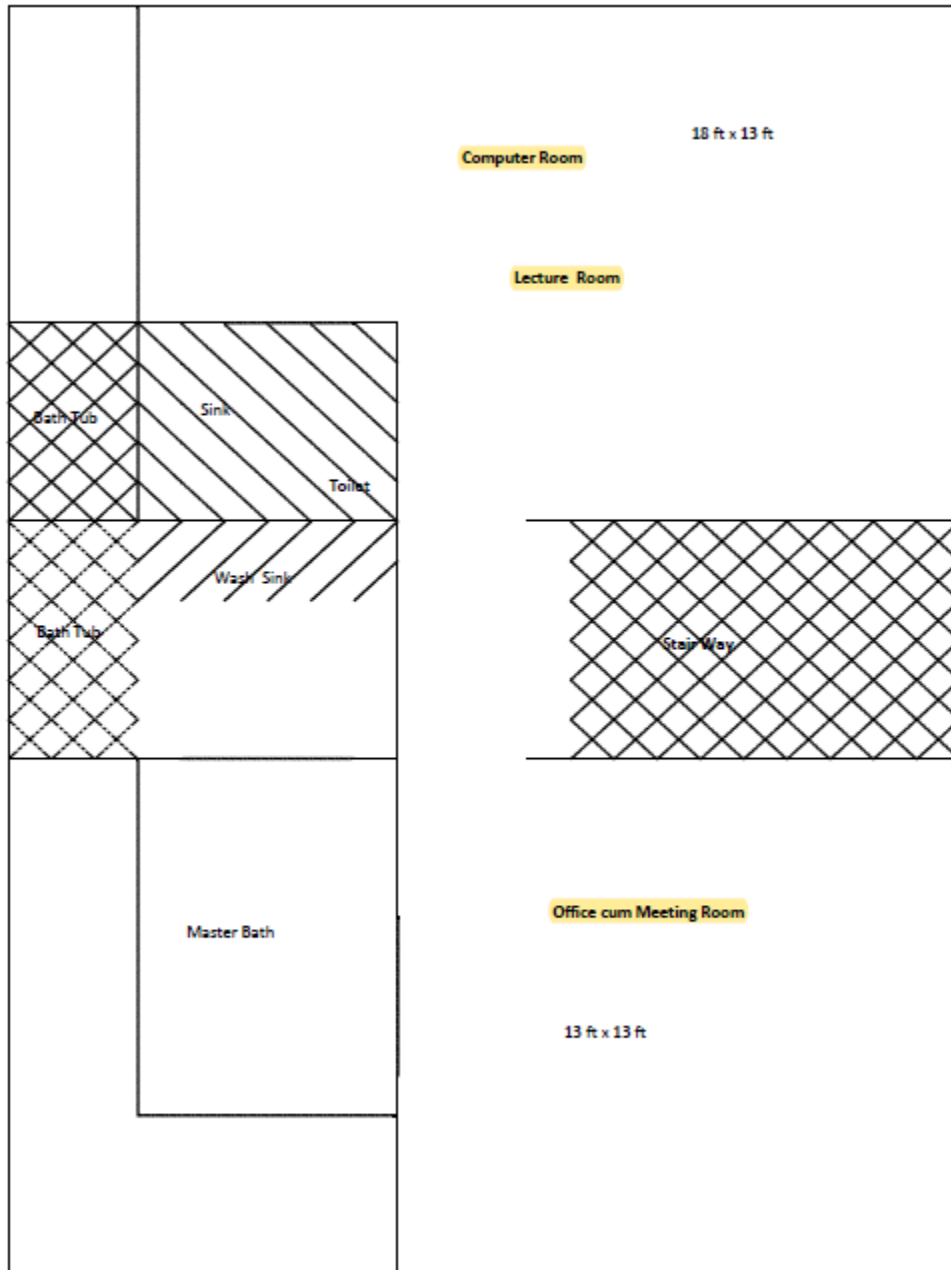 18 ft x 13 ft
Computer Room
Lecture Room
Bath Tub
Sink
Toilet
Wash Sink
Bath Tub
Stair Way
Office cum Meeting Room
Master Bath
13 ft x 13 ft